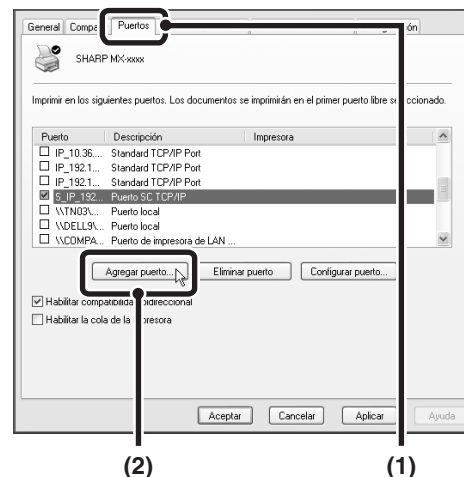 General Compa Puertos ón
SHARP MX-xxxx
Imprimir en los siguientes puertos. Los documentos se imprimirán en el primer puerto libre se ccionado.
Puerto Descripción Impresora
IP_10.36.... Standard TCP/IP Port
IP_192.1... Standard TCP/IP Port
IP_192.1... Standard TCP/IP Port
S_IP_192... Puerto SC TCP/IP
\\TN03\... Puerto local
\\DELL9\... Puerto local
\\COMPA... Puerto de impresora de LAN ...
Agregar puerto... Eliminar puerto Configurar puerto...
Habilitar compatibilida bidireccional
Habilitar la cola de la presora
Aceptar Cancelar Aplicar Ayuda
(2) (1)